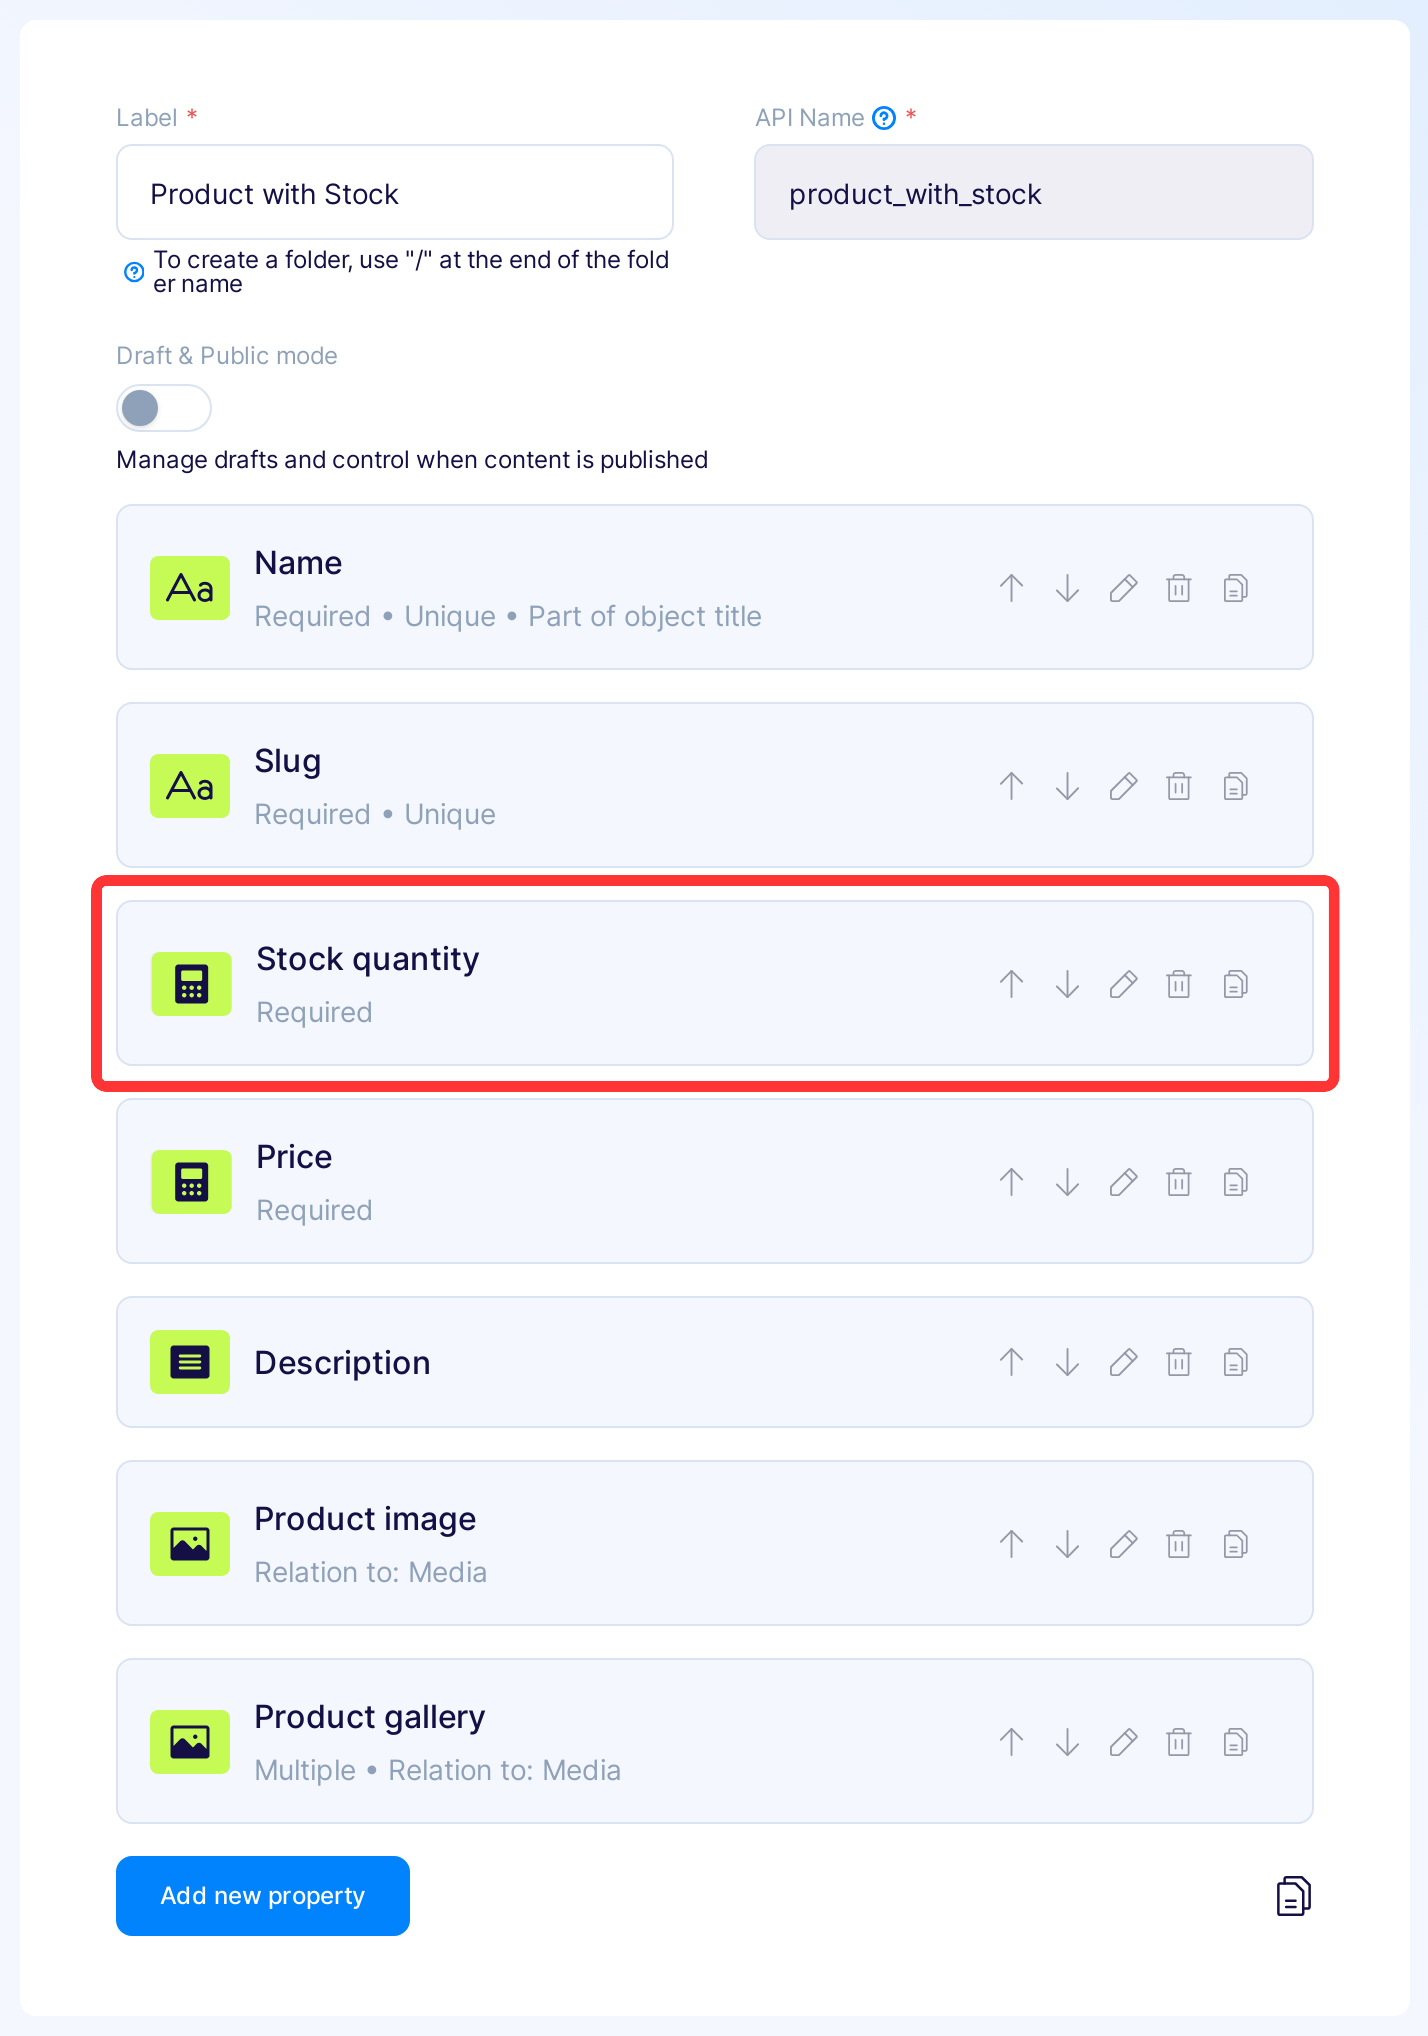 Label *
API Name *
Product with Stock
product_with_stock
To create a folder, use "/" at the end of the fold
er name
Draft & Public mode
Manage drafts and control when content is published
Aa
Name
Required • Unique • Part of object title
Aa
Slug
Required • Unique
Stock quantity
Required
Price
Required
Description
Product image
Relation to: Media
Product gallery
Multiple • Relation to: Media
Add new property